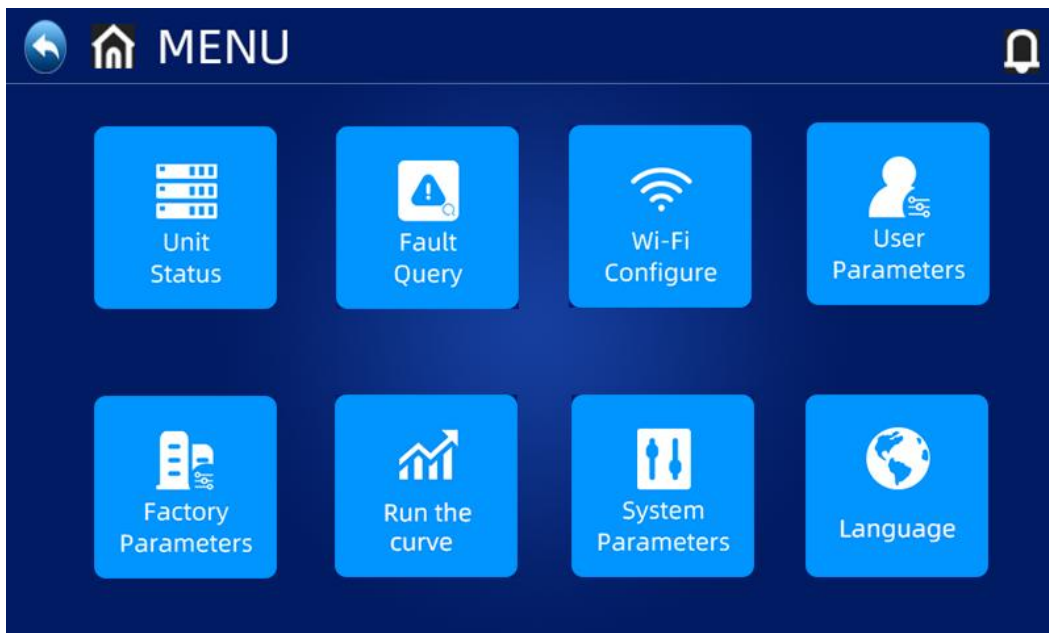 MENU
Unit
Status
Fault
Query
Wi-Fi
Configure
User
Parameters
Factory
Parameters
Run the
curve
System
Parameters
Language